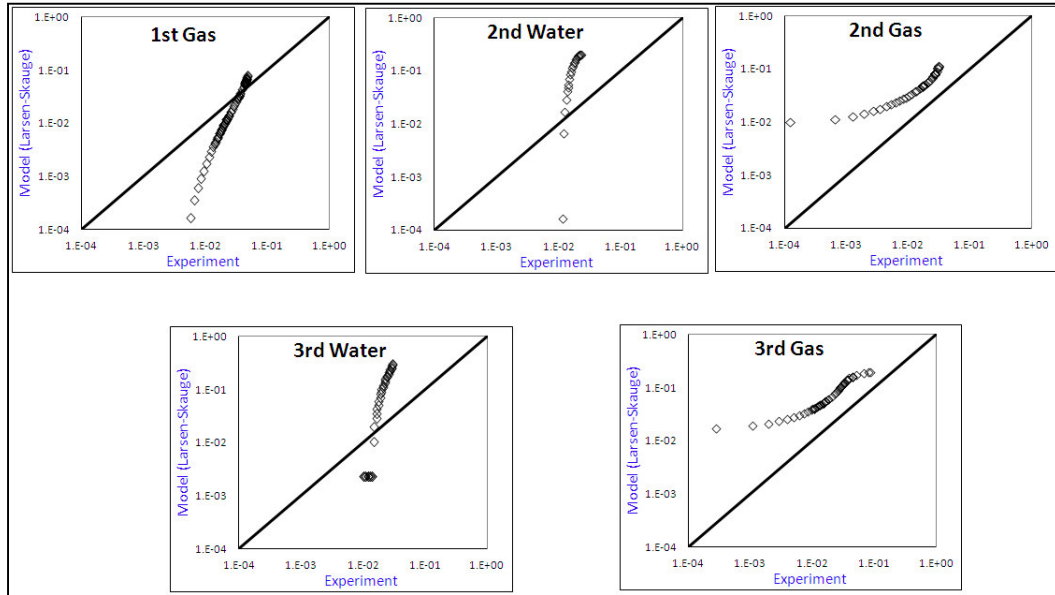 1st Gas
Model (Larsen-Skauge)
1.E+00
1.E-01
1.E-02
1.E-03
1.E-04
1.E-04 1.E-03 1.E-02 1.E-01 1.E+00
Experiment
2nd Water
Model (Larsen-Skauge)
1.E+00
1.E-01
1.E-02
1.E-03
1.E-04
1.E-04 1.E-03 1.E-02 1.E-01 1.E+00
Experiment
2nd Gas
Model (Larsen-Skauge)
1.E+00
1.E-01
1.E-02
1.E-03
1.E-04
1.E-04 1.E-03 1.E-02 1.E-01 1.E+00
Experiment
3rd Water
Model (Larsen-Skauge)
1.E+00
1.E-01
1.E-02
1.E-03
1.E-04
1.E-04 1.E-03 1.E-02 1.E-01 1.E+00
Experiment
3rd Gas
Model (Larsen-Skauge)
1.E+00
1.E-01
1.E-02
1.E-03
1.E-04
1.E-04 1.E-03 1.E-02 1.E-01 1.E+00
Experiment